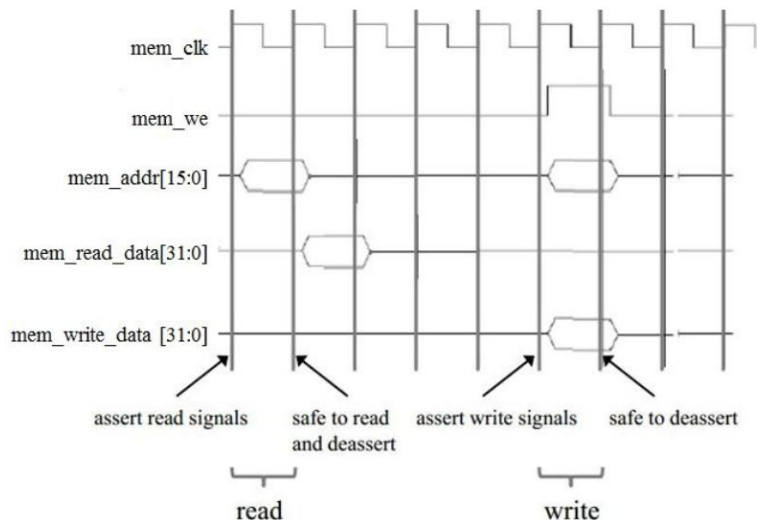 mem_clk
mem_we
mem_addr[15:0]
mem_read_data[31:0]
mem_write_data [31:0]
assert read signals
safe to read
and deassert
assert write signals
safe to deassert
read
write